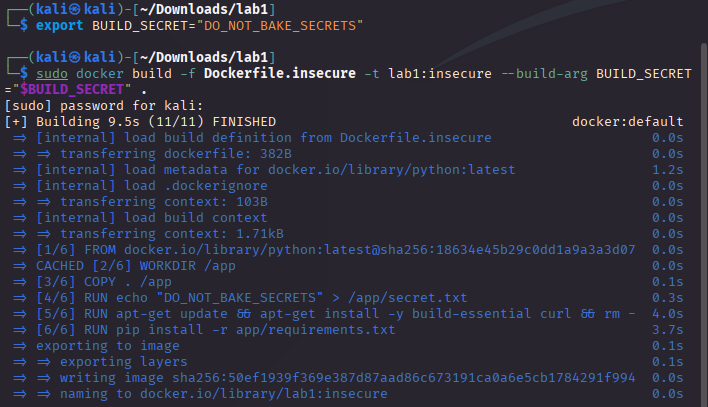 ┌──(kali㉿kali)-[~/Downloads/lab1]
└─$ export BUILD_SECRET="DO_NOT_BAKE_SECRETS"
┌──(kali㉿kali)-[~/Downloads/lab1]
└─$ sudo docker build -f Dockerfile.insecure -t lab1:insecure --build-arg BUILD_SECRET
="$BUILD_SECRET" .
[sudo] password for kali:
[+] Building 9.5s (11/11) FINISHED docker:default
=> [internal] load build definition from Dockerfile.insecure 0.0s
=> => transferring dockerfile: 382B 0.0s
=> [internal] load metadata for docker.io/library/python:latest 1.2s
=> [internal] load .dockerignore 0.0s
=> => transferring context: 103B 0.0s
=> [internal] load build context 0.0s
=> => transferring context: 1.71kB 0.0s
=> [1/6] FROM docker.io/library/python:latest@sha256:18634e45b29c0dd1a9a3a3d07 0.0s
=> CACHED [2/6] WORKDIR /app 0.0s
=> [3/6] COPY . /app 0.1s
=> [4/6] RUN echo "DO_NOT_BAKE_SECRETS" > /app/secret.txt 0.3s
=> [5/6] RUN apt-get update && apt-get install -y build-essential curl && rm - 4.0s
=> [6/6] RUN pip install -r app/requirements.txt 3.7s
=> exporting to image 0.1s
=> => exporting layers 0.1s
=> => writing image sha256:50ef1939f369e387d87aad86c673191ca0a6e5cb1784291f994 0.0s
=> => naming to docker.io/library/lab1:insecure 0.0s